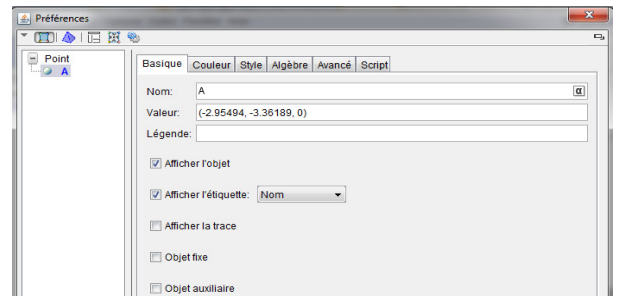 Préférences
Point
A
Basique Couleur Style Algèbre Avancé Script
Nom: A α
Valeur: (-2.95494, -3.36189, 0)
Légende:
Afficher l'objet
Afficher l'étiquette: Nom
Afficher la trace
Objet fixe
Objet auxiliaire